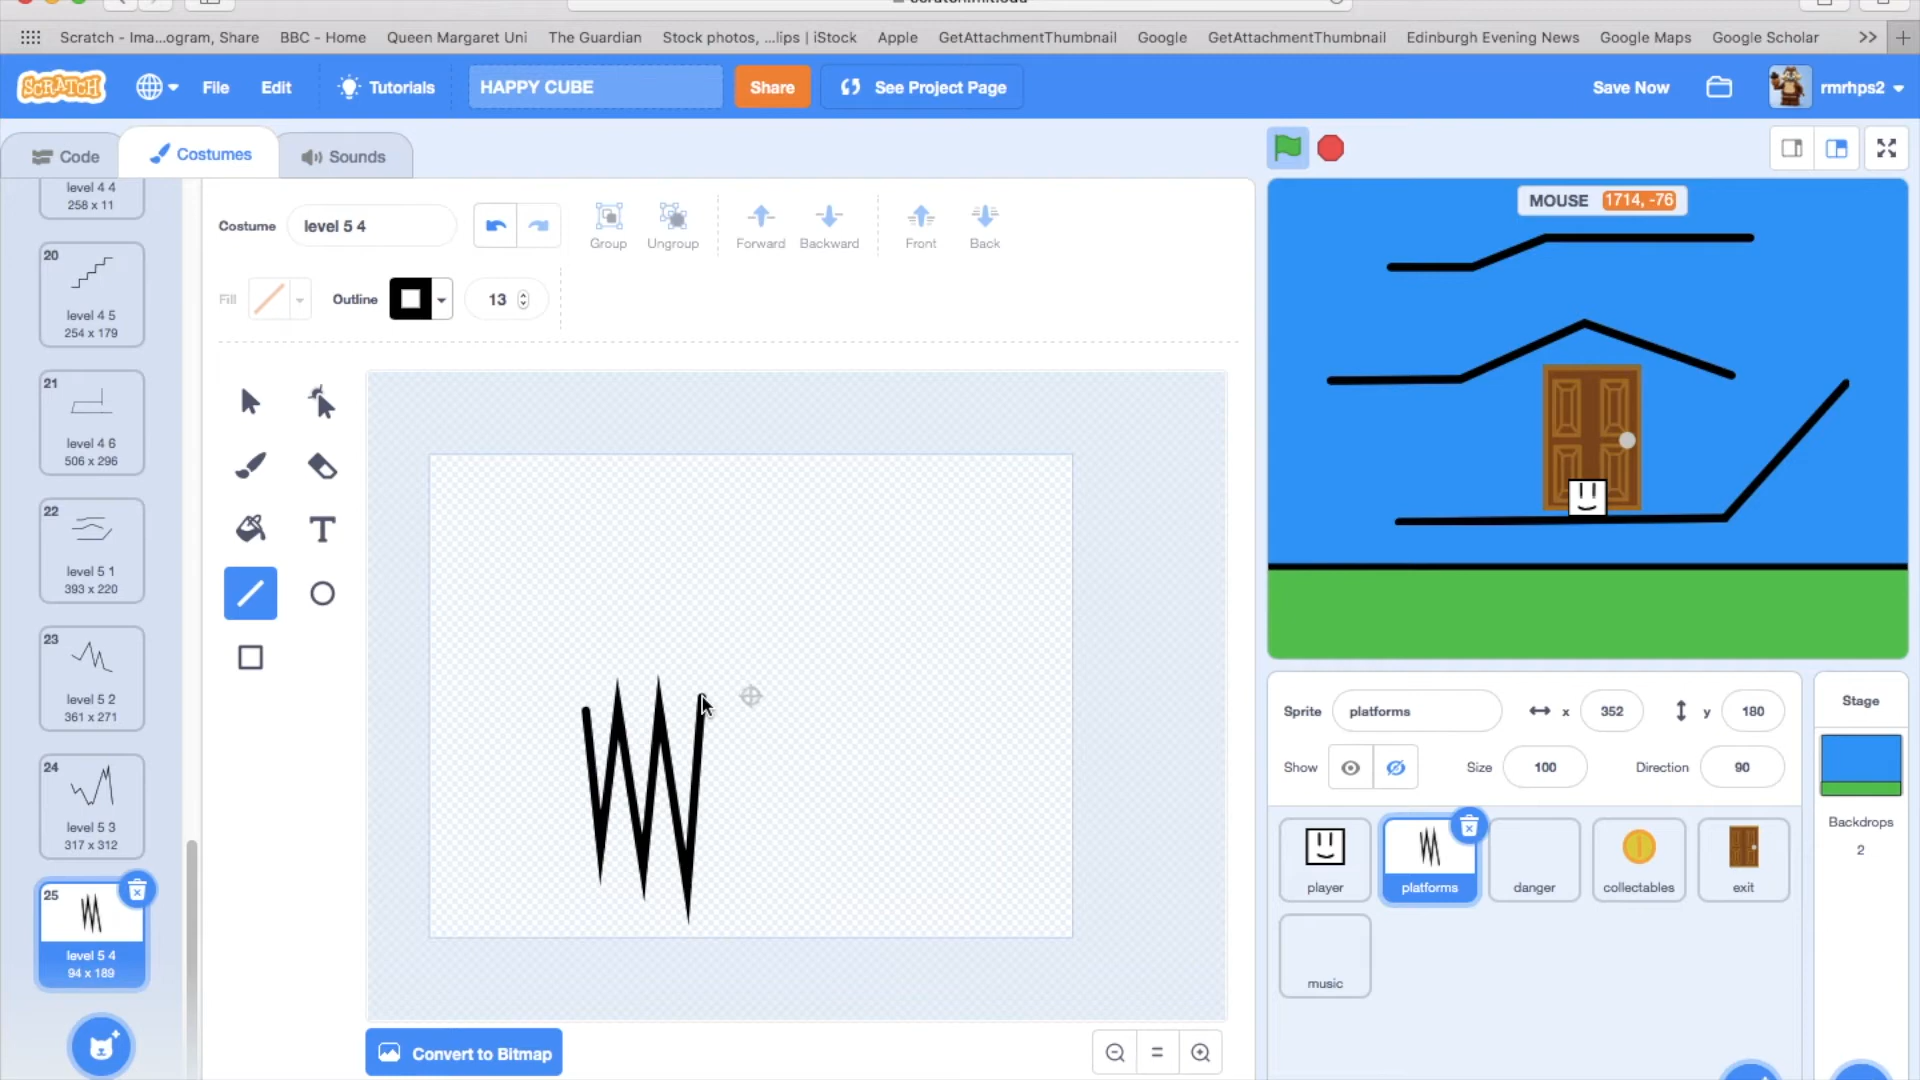 Scratch - Ima...ogram, Share
BBC - Home
Queen Margaret Uni
The Guardian
Stock photos, ...lips | iStock
Apple
GetAttachmentThumbnail
Google
GetAttachmentThumbnail
Edinburgh Evening News
Google Maps
Google Scholar
SCRATCH
File
Edit
Tutorials
HAPPY CUBE
Share
See Project Page
Save Now
rmrhps2
Code
Costumes
Sounds
level 4 4
258 x 11
20
level 4 5
254 x 179
21
level 4 6
506 x 296
22
level 5 1
393 x 220
23
level 5 2
361 x 271
24
level 5 3
317 x 312
25
level 5 4
94 x 189
Costume
level 5 4
Group
Ungroup
Forward
Backward
Front
Back
Fill
Outline
13
Convert to Bitmap
MOUSE 1714, -76
Sprite
platforms
x
352
y
180
Show
Size
100
Direction
90
player
platforms
danger
collectables
exit
music
Stage
Backdrops
2